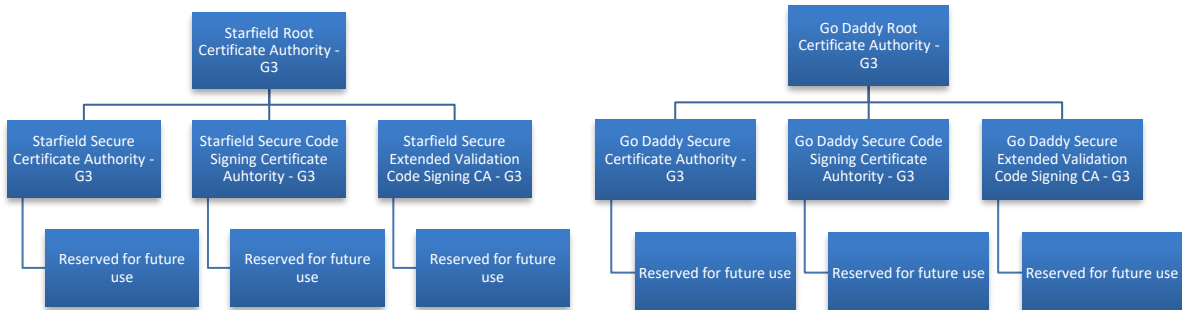 Starfield Root
Certificate Authority -
G3
Starfield Secure
Certificate Authority -
G3
Starfield Secure Code
Signing Certificate
Auhtority - G3
Starfield Secure
Extended Validation
Code Signing CA - G3
Reserved for future
use
Reserved for future
use
Reserved for future
use
Go Daddy Root
Certificate Authority -
G3
Go Daddy Secure
Certificate Authority -
G3
Go Daddy Secure Code
Signing Certificate
Auhtority - G3
Go Daddy Secure
Extended Validation
Code Signing CA - G3
Reserved for future use
Reserved for future use
Reserved for future use